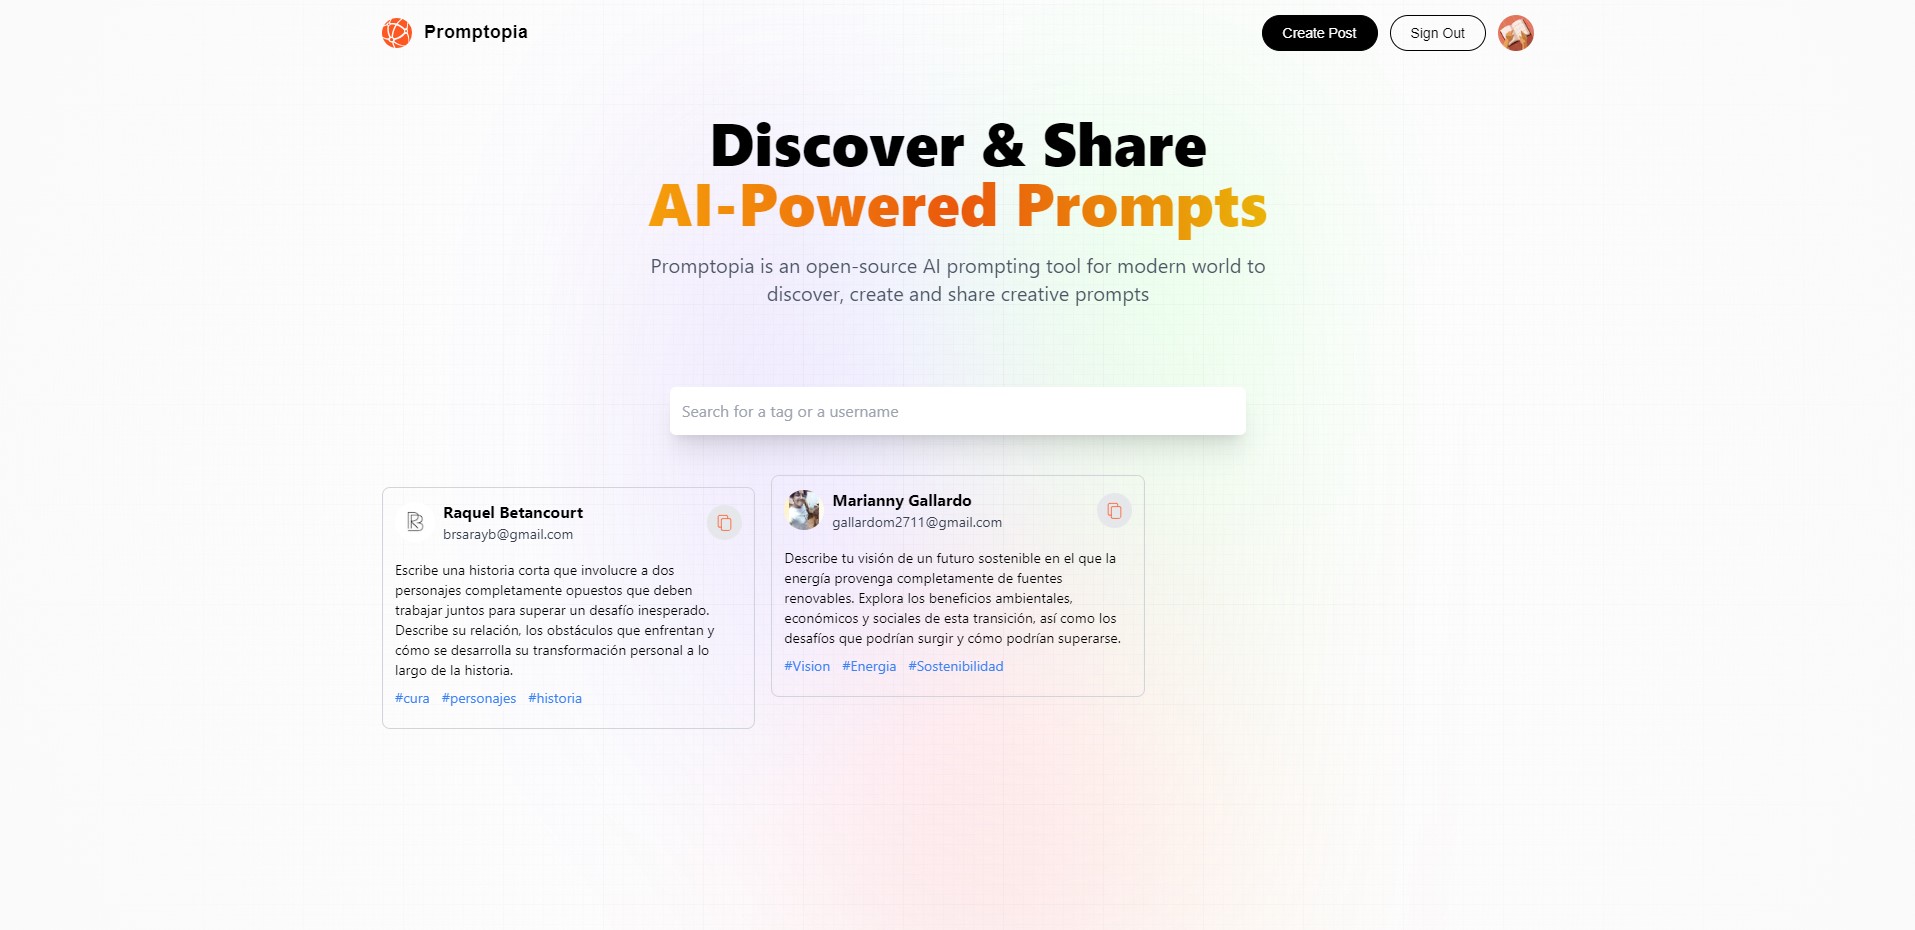 Promptopia
Create Post
Sign Out
Discover & Share
AI-Powered Prompts
Promptopia is an open-source AI prompting tool for modern world to
discover, create and share creative prompts
Search for a tag or a username
Raquel Betancourt
brsarayb@gmail.com
Escribe una historia corta que involucre a dos
personajes completamente opuestos que deben
trabajar juntos para superar un desafío inesperado.
Describe su relación, los obstáculos que enfrentan y
cómo se desarrolla su transformación personal a lo
largo de la historia.
#cura #personajes #historia
Marianny Gallardo
gallardom2711@gmail.com
Describe tu visión de un futuro sostenible en el que la
energía provenga completamente de fuentes
renovables. Explora los beneficios ambientales,
económicos y sociales de esta transición, así como los
desafíos que podrían surgir y cómo podrían superarse.
#Vision #Energia #Sostenibilidad